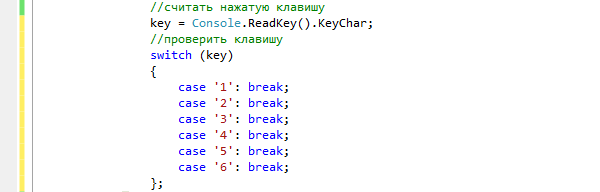 //считать нажатую клавишу
key = Console.ReadKey().KeyChar;
//проверить клавишу
switch (key)
{
case '1': break;
case '2': break;
case '3': break;
case '4': break;
case '5': break;
case '6': break;
};